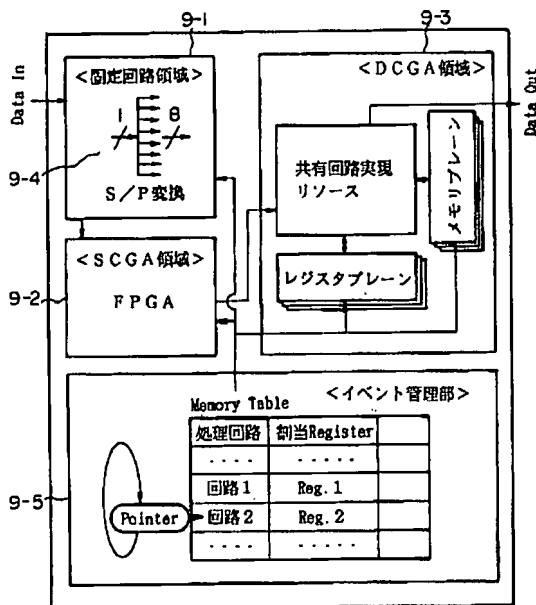 9-1
9-3
<固定回路領域>
<DCGA領域>
Data In
Data Out
1
8
9-4
S/P変換
共有回路実現
リソース
メモリプレーン
レジスタプレーン
<SCGA領域>
9-2
FPGA
<イベント管理部>
Memory Table
処理回路
割当Register
....
.....
回路1
Reg.1
9-5
Pointer
回路2
Reg.2
....
.....